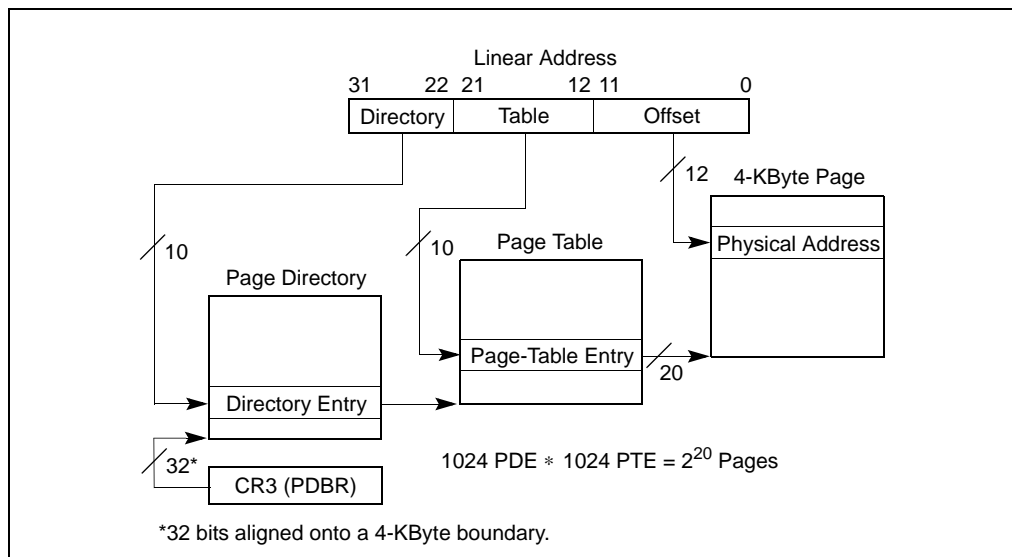 Linear Address
31 22 21 12 11 0
Directory Table Offset
12
4-KByte Page
Physical Address
10
10
Page Table
Page Directory
Page-Table Entry
20
Directory Entry
32*
CR3 (PDBR)
1024 PDE * 1024 PTE = 2²⁰ Pages
*32 bits aligned onto a 4-KByte boundary.